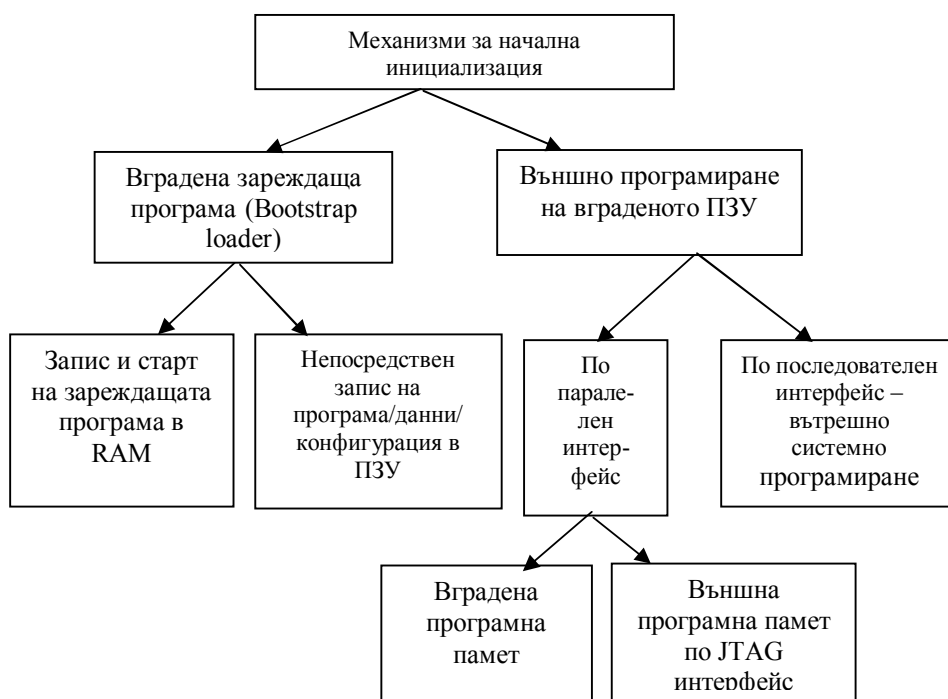 Механизми за начална
инициализация
Вградена зареждаща
програма (Bootstrap
loader)
Външно програмиране
на вграденото ПЗУ
Запис и старт
на зареждащата
програма в
RAM
Непосредствен
запис на
програма/данни/
конфигурация в
ПЗУ
По
парале-
лен
интер-
фейс
По последователен
интерфейс –
вътрешно
системно
програмиране
Вградена
програмна
памет
Външна
програмна памет
по JTAG
интерфейс